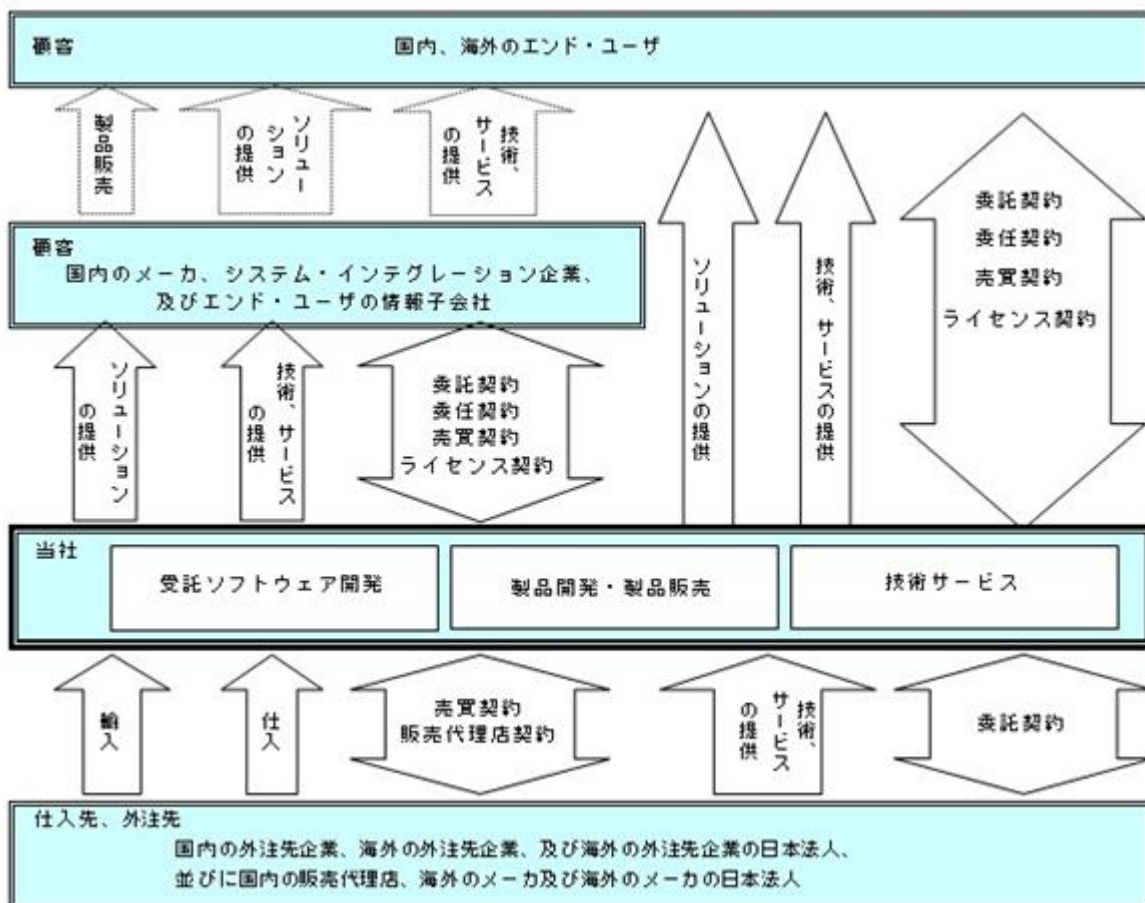 顧客
国内、海外のエンド・ユーザ
製品販売
ソリューション
の提供
技術、
サービス
の提供
顧客
国内のメーカ、システム・インテグレーション企業、
及びエンド・ユーザの情報子会社
ソリューションの提供
技術、サービスの提供
委託契約
委任契約
売買契約
ライセンス契約
ソリューション
の提供
技術、サービス
の提供
委託契約
委任契約
売買契約
ライセンス契約
当社
受託ソフトウェア開発
製品開発・製品販売
技術サービス
輸入
仕入
売買契約
販売代理店契約
技術、
サービス
の提供
委託契約
仕入先、外注先
国内の外注先企業、海外の外注先企業、及び海外の外注先企業の日本法人、
並びに国内の販売代理店、海外のメーカ及び海外のメーカの日本法人